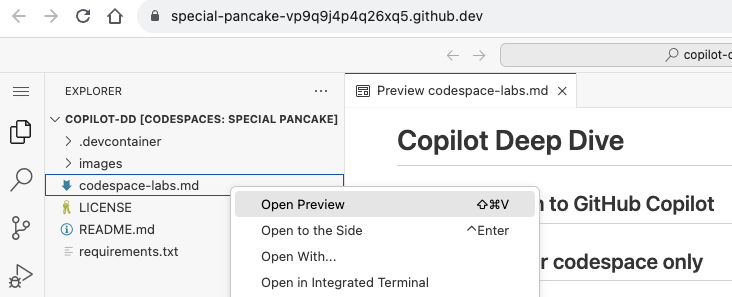 special-pancake-vp9q9j4p4q26xq5.github.dev
copilot-d
EXPLORER
Preview codespace-labs.md
COPILOT-DD [CODESPACES: SPECIAL PANCAKE]
.devcontainer
images
codespace-labs.md
LICENSE
README.md
requirements.txt
Open Preview ⇧⌘V
Open to the Side ^Enter
Open With...
Open in Integrated Terminal
Copilot Deep Dive
to GitHub Copilot
codespace only